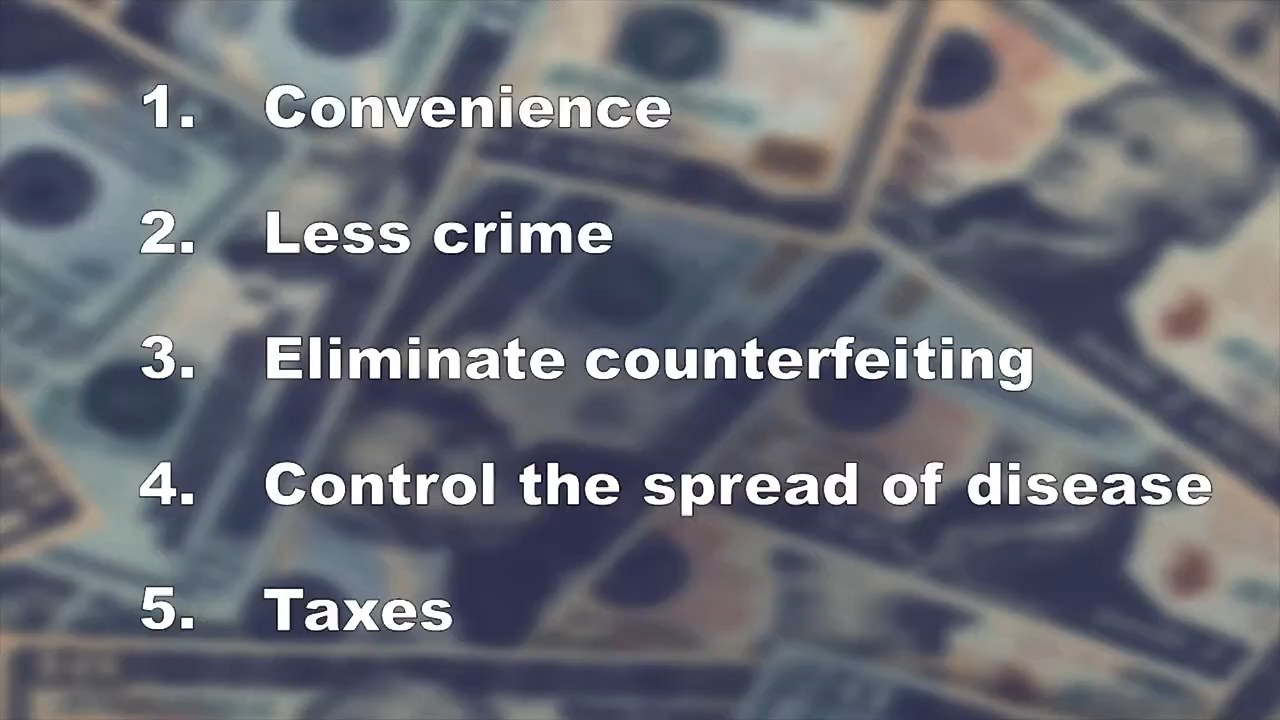 1. Convenience
2. Less crime
3. Eliminate counterfeiting
4. Control the spread of disease
5. Taxes